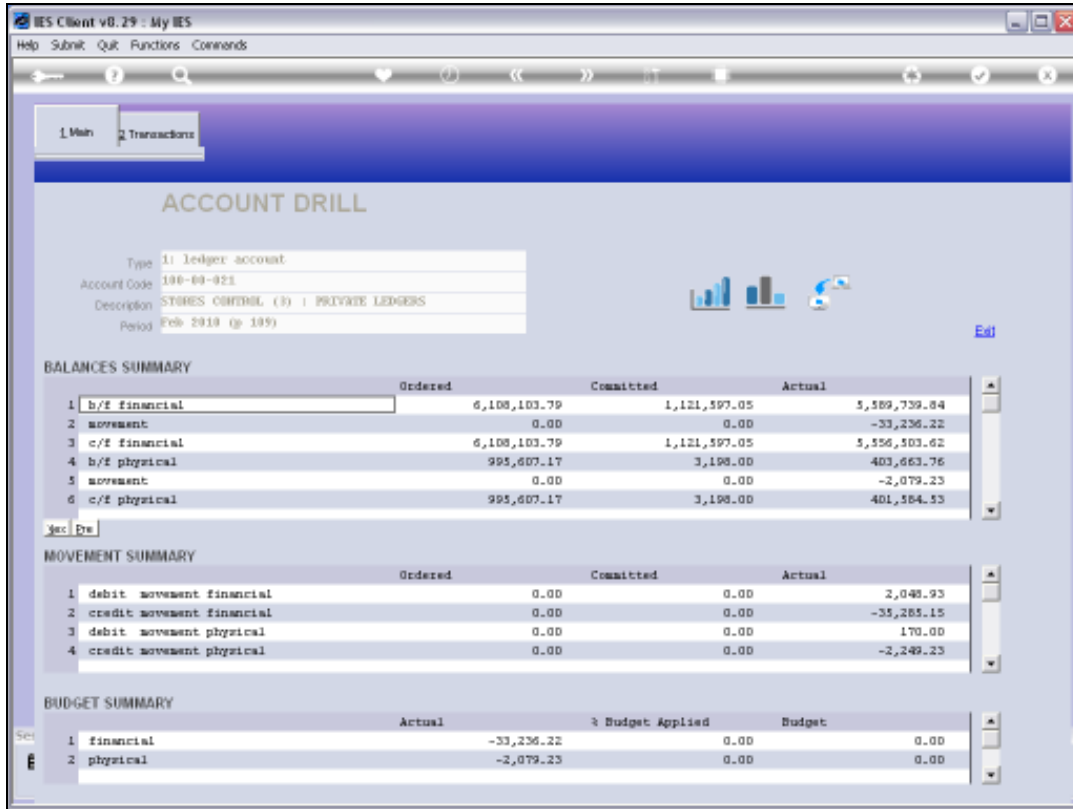 IES Client v8.29 : My IES
Help Submit Quit Functions Commands
1 Main 2 Transactions
ACCOUNT DRILL
Type 1: ledger account
Account Code 100-00-021
Description STORES CONTROL (3) : PRIVATE LEDGERS
Period Feb 2010 (p 109)
Exit
BALANCES SUMMARY
Ordered Committed Actual
1 b/f financial 6,108,103.79 1,121,597.05 5,589,739.84
2 movement 0.00 0.00 -33,236.22
3 c/f financial 6,108,103.79 1,121,597.05 5,556,503.62
4 b/f physical 995,607.17 3,198.00 403,663.76
5 movement 0.00 0.00 -2,079.23
6 c/f physical 995,607.17 3,198.00 401,584.53
Nex Pre
MOVEMENT SUMMARY
Ordered Committed Actual
1 debit movement financial 0.00 0.00 2,048.93
2 credit movement financial 0.00 0.00 -35,285.15
3 debit movement physical 0.00 0.00 170.00
4 credit movement physical 0.00 0.00 -2,249.23
BUDGET SUMMARY
Actual % Budget Applied Budget
1 financial -33,236.22 0.00 0.00
2 physical -2,079.23 0.00 0.00